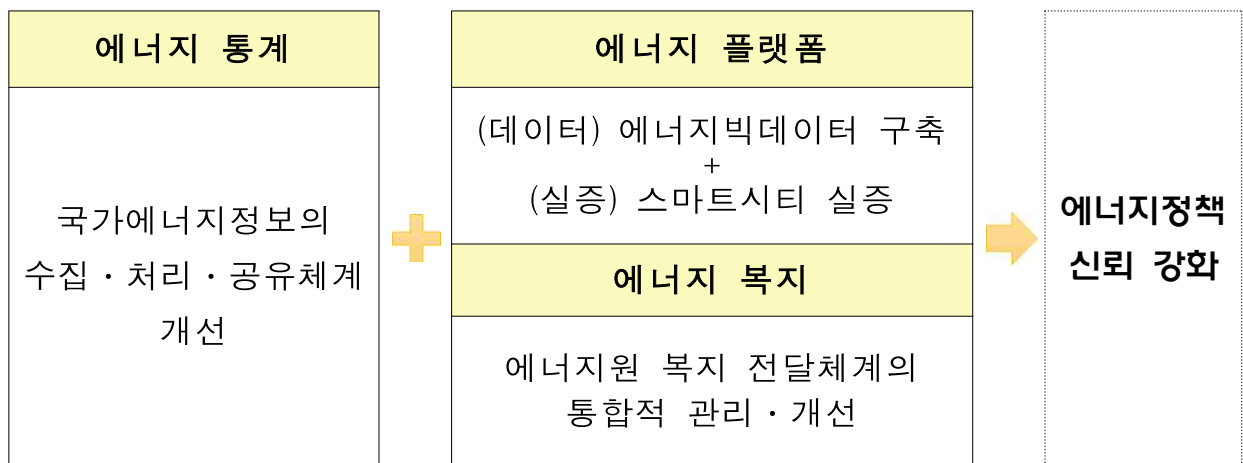 에너지 통계
국가에너지정보의
수집·처리·공유체계
개선
에너지 플랫폼
(데이터) 에너지빅데이터 구축
+
(실증) 스마트시티 실증
에너지 복지
에너지원 복지 전달체계의
통합적 관리·개선
에너지정책
신뢰 강화